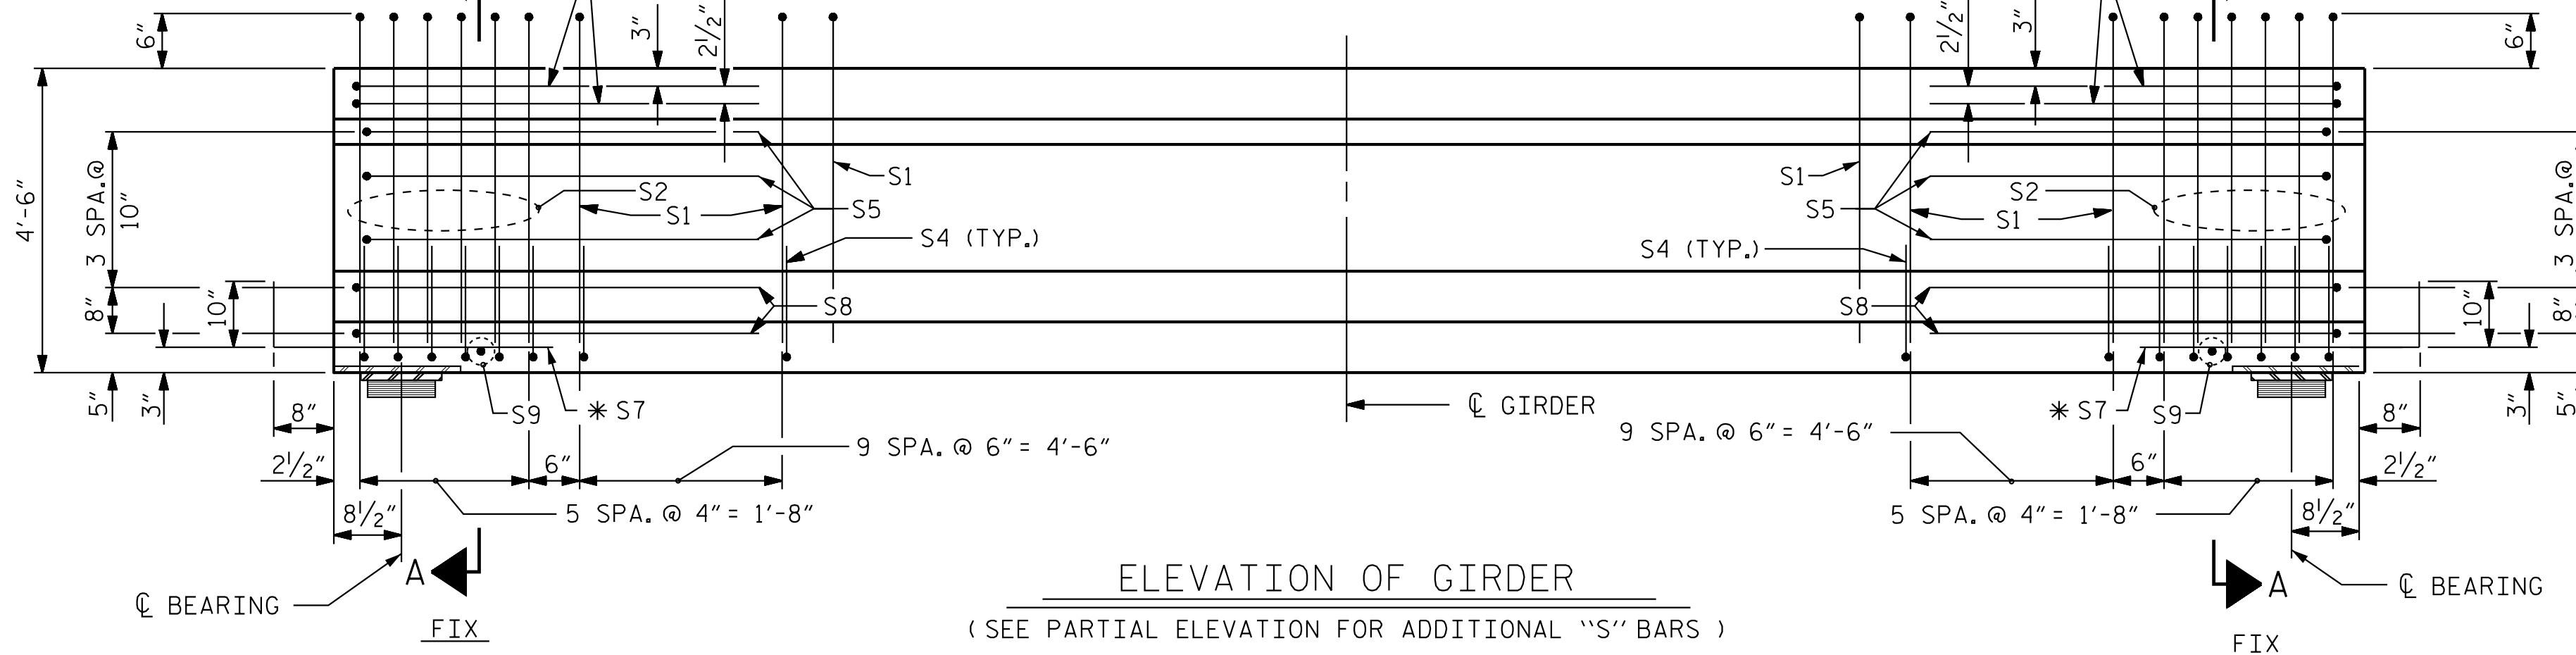 6" 3" 2½" 2½" 3" 6"
4'-6"
3 SPA.@
10"
S2 S1 S1 S5 S4 (TYP.)
S1 S2 S5 S1 S4 (TYP.)
3 SPA.@
8" 10" S8 S8 10" 8"
5" 3" 8" S9 ✳ S7
℄ GIRDER
✳ S7 S9 8" 3" 5"
9 SPA. @ 6" = 4'-6" 9 SPA. @ 6" = 4'-6"
2½" 6" 6" 2½"
8½" 5 SPA. @ 4" = 1'-8" 5 SPA. @ 4" = 1'-8" 8½"
A A
℄ BEARING ℄ BEARING
FIX FIX
ELEVATION OF GIRDER
( SEE PARTIAL ELEVATION FOR ADDITIONAL "S" BARS )